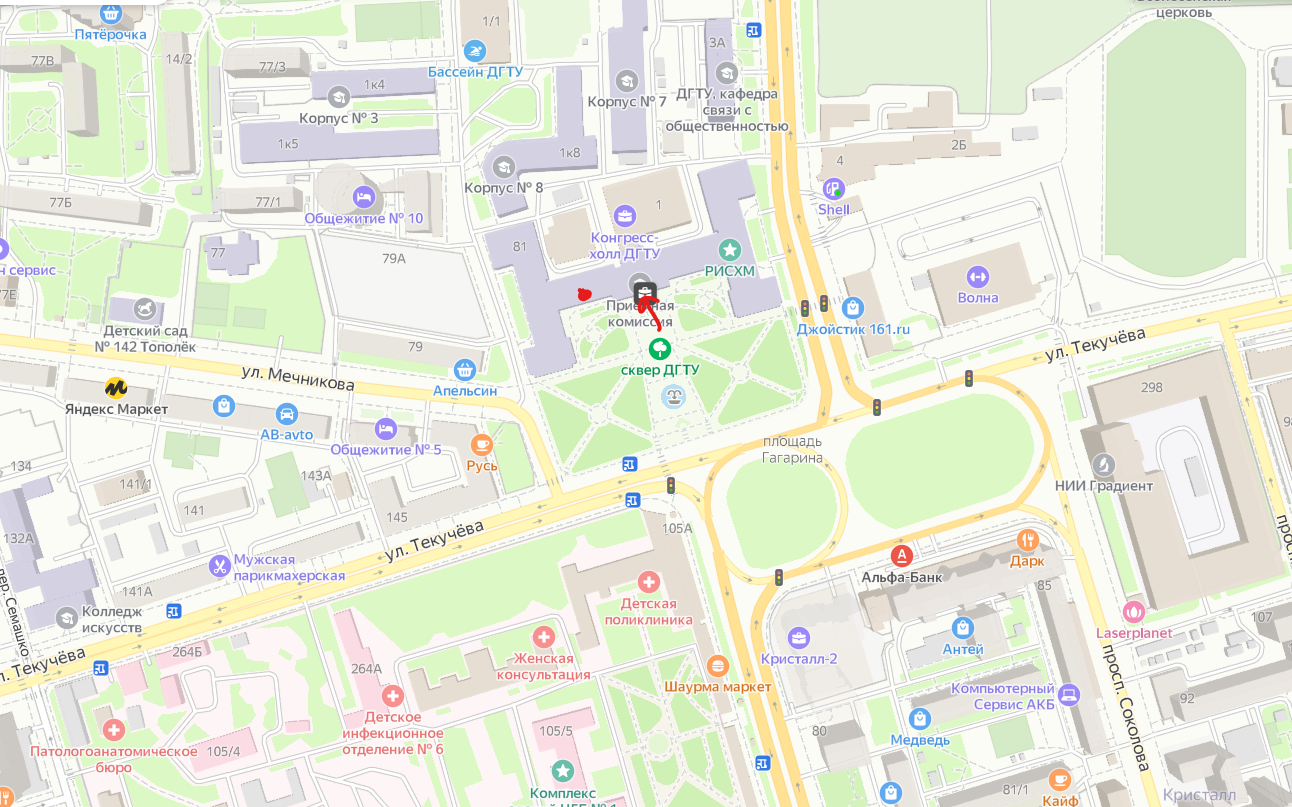 Пятёрочка
1/1
церковь
14/2
77В
77/3
Бассейн ДГТУ
1к4
Корпус № 3
Корпус № 7
3А
ДГТУ, кафедра
связи с
общественностью
1к5
1к8
Корпус № 8
4
2Б
77Б
77/1
Общежитие № 10
1
Shell
77
81
Конгресс-
холл ДГТУ
79А
РИСХМ
н сервис
77Е
Приёмная
комиссия
Волна
Детский сад
№ 142 Тополёк
79
Джойстик 161.ru
ул. Текучёва
ул. Мечникова
сквер ДГТУ
Апельсин
298
Яндекс Маркет
АВ-avto
Общежитие № 5
Русь
площадь
Гагарина
134
141/1
143А
НИИ Градиент
141
145
ул. Текучёва
105А
132А
Мужская
парикмахерская
Альфа-Банк
Дарк
85
141А
Колледж
искусств
Детская
поликлиника
Laserplanet
107
264Б
264А
Женская
консультация
Кристалл-2
Антей
л. Текучёва
Шаурма маркет
Компьютерный
Сервис АКБ
просп. Соколова
92
Детское
инфекционное
отделение № 6
Патологоанатомическое
бюро
105/4
105/5
80
Медведь
Комплекс
81/1
Кайф
Кристалл